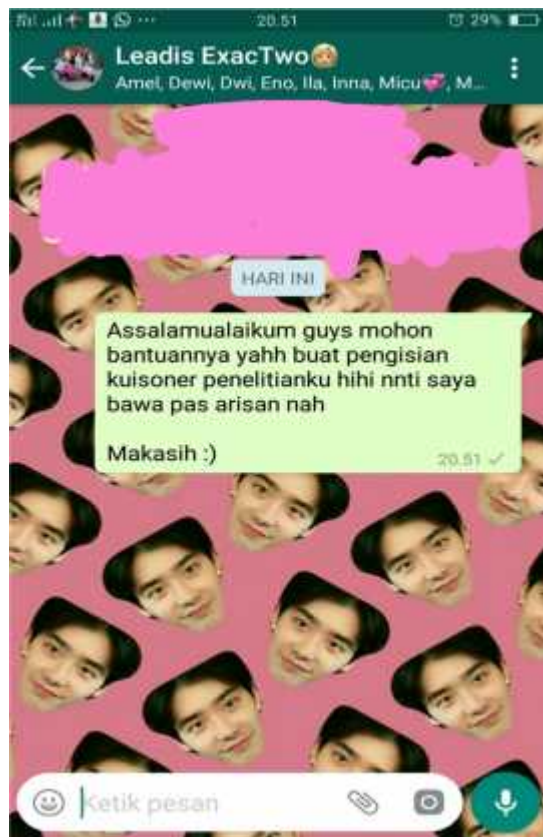 20.51
29%
Leadis ExacTwo
Amel, Dewi, Dwi, Eno, Ila, Inna, Micu💞, M...
HARI INI
Assalamualaikum guys mohon
bantuannya yahh buat pengisian
kuisoner penelitianku hihi nnti saya
bawa pas arisan nah
Makasih :)
20.51
Ketik pesan